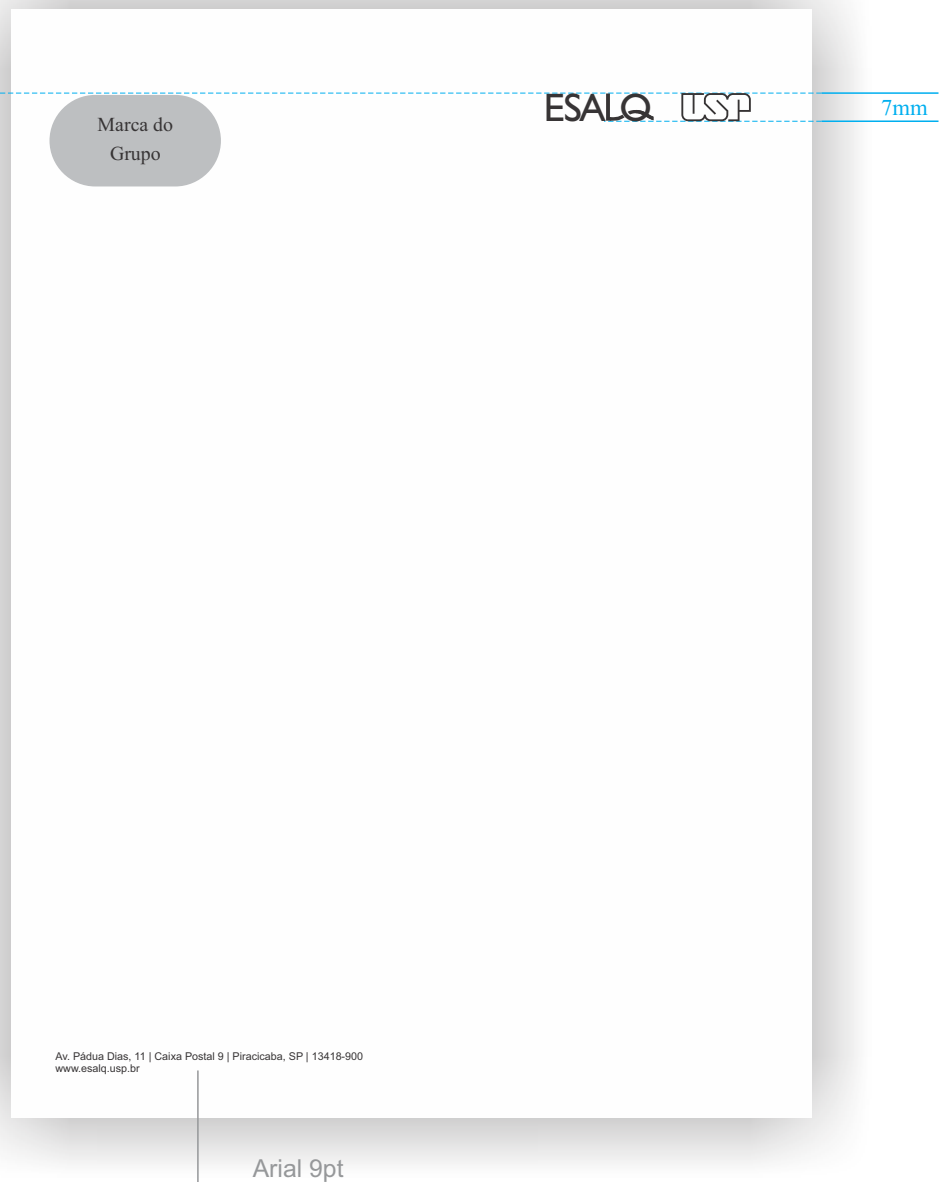 Marca do
Grupo
ESALQ USP
7mm
Av. Pádua Dias, 11 | Caixa Postal 9 | Piracicaba, SP | 13418-900
www.esalq.usp.br
Arial 9pt